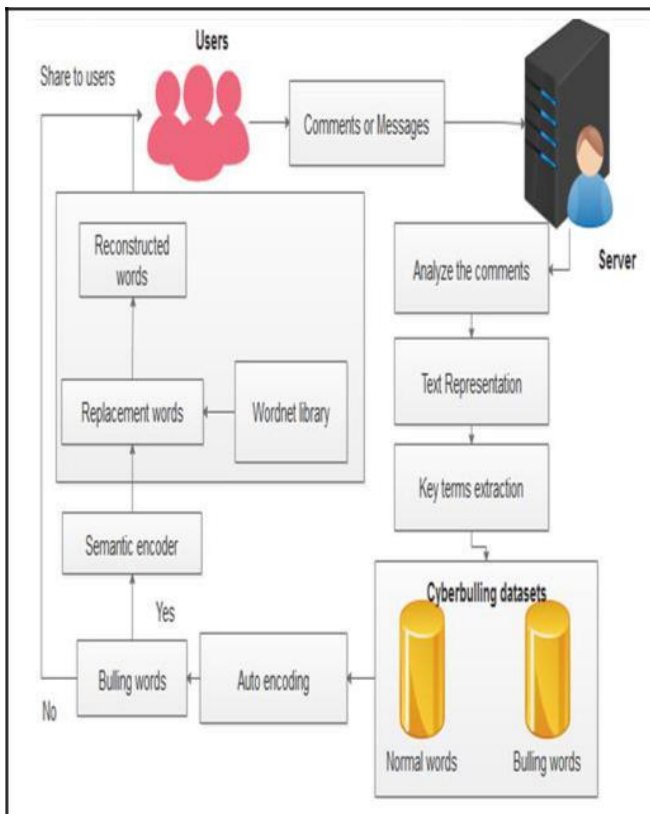 Users
Share to users
Comments or Messages
Server
Analyze the comments
Text Representation
Key terms extraction
Cyberbulling datasets
Normal words
Bulling words
Auto encoding
Bulling words
No
Yes
Semantic encoder
Replacement words
Wordnet library
Reconstructed
words